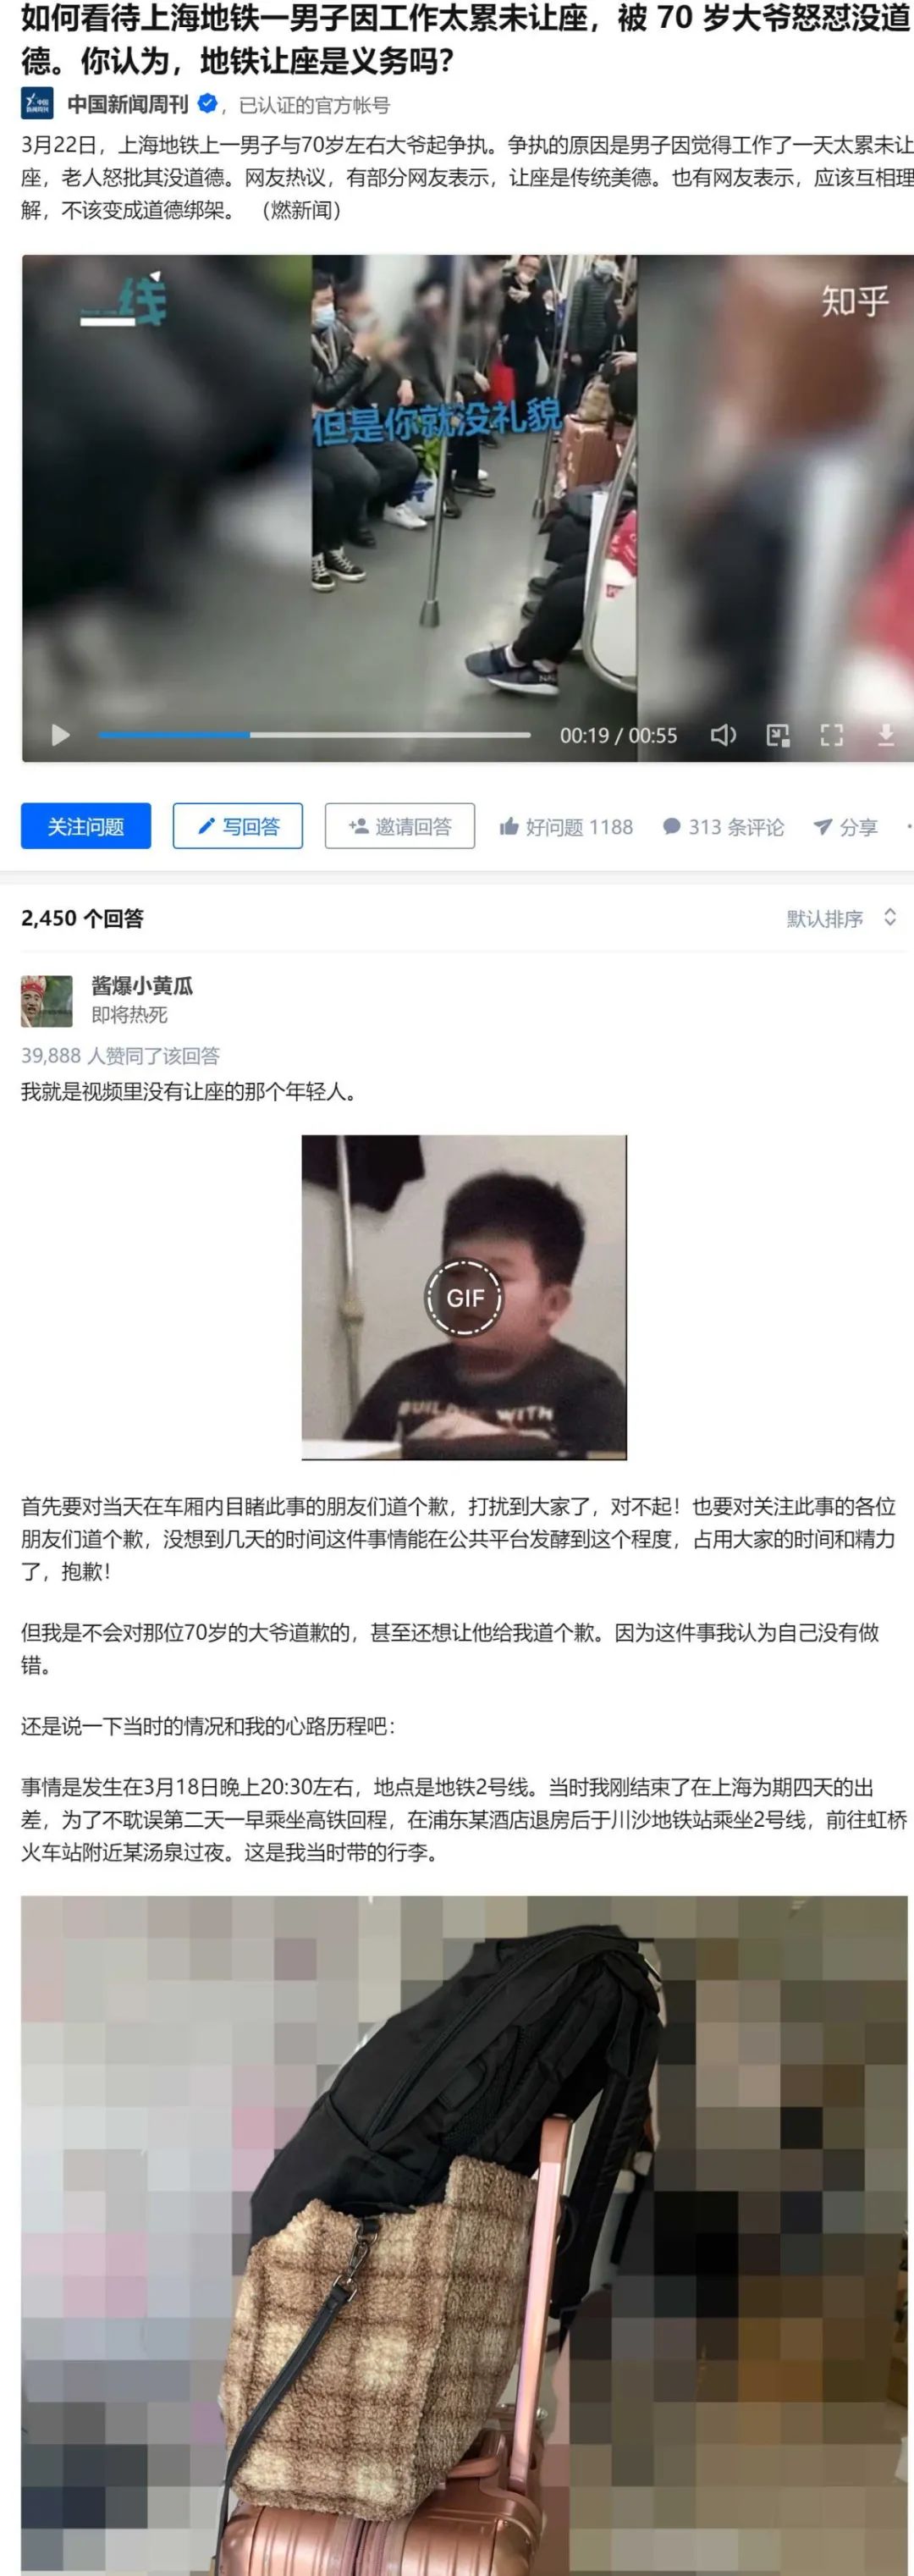 如何看待上海地铁一男子因工作太累未让座，被 70 岁大爷怒怼没道
德。你认为，地铁让座是义务吗？
中国新闻周刊 ，已认证的官方帐号
3月22日，上海地铁上一男子与70岁左右大爷起争执。争执的原因是男子因觉得工作了一天太累未让
座，老人怒批其没道德。网友热议，有部分网友表示，让座是传统美德。也有网友表示，应该互相理
解，不该变成道德绑架。 （燃新闻）
一线
知乎
但是你就没礼貌
00:19 / 00:55
关注问题 写回答 邀请回答 好问题 1188 313 条评论 分享
2,450 个回答 默认排序
酱爆小黄瓜
即将热死
39,888 人赞同了该回答
我就是视频里没有让座的那个年轻人。
GIF
BUILD WITH
首先要对当天在车厢内目睹此事的朋友们道个歉，打扰到大家了，对不起！也要对关注此事的各位
朋友们道个歉，没想到几天的时间这件事情能在公共平台发酵到这个程度，占用大家的时间和精力
了，抱歉！
但我是不会对那位70岁的大爷道歉的，甚至还想让他给我道个歉。因为这件事我认为自己没有做
错。
还是说一下当时的情况和我的心路历程吧：
事情是发生在3月18日晚上20:30左右，地点是地铁2号线。当时我刚结束了在上海为期四天的出
差，为了不耽误第二天一早乘坐高铁回程，在浦东某酒店退房后于川沙地铁站乘坐2号线，前往虹桥
火车站附近某汤泉过夜。这是我当时带的行李。